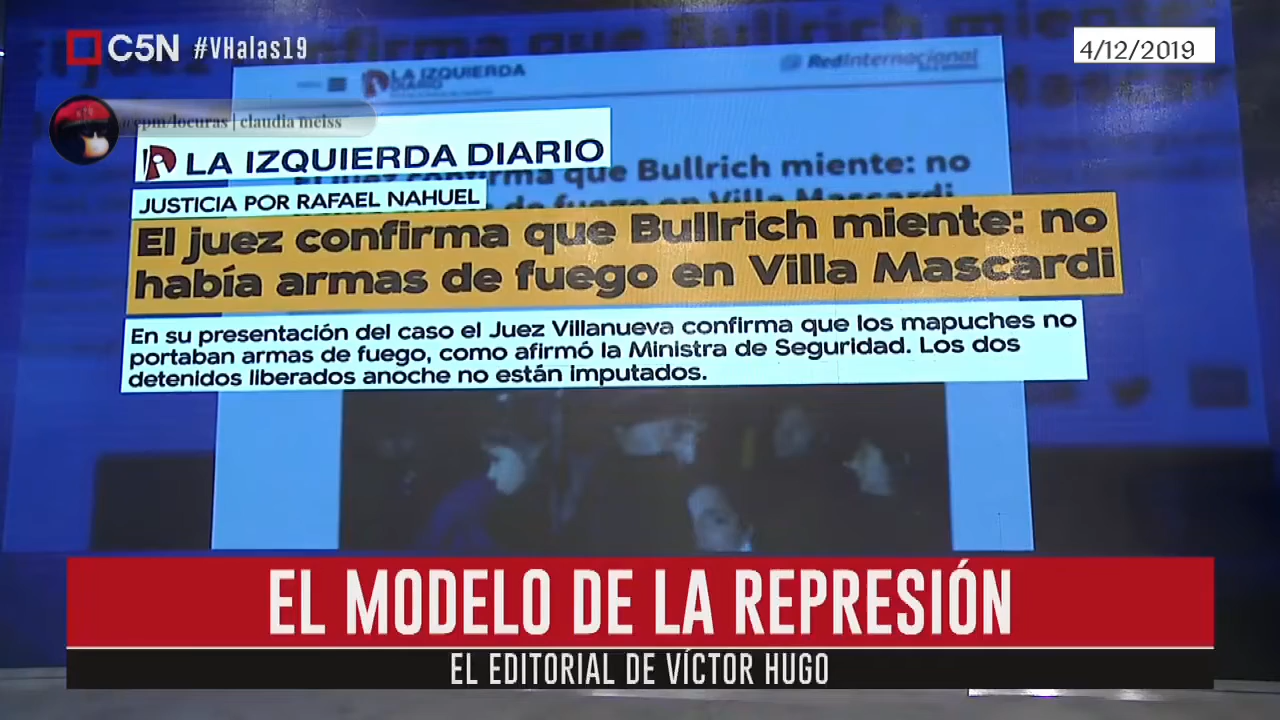 C5N #VHalas19
4/12/2019
@cpm/locuras | claudia meiss
LA IZQUIERDA DIARIO
RedInternacional
LA IZQUIERDA DIARIO
JUSTICIA POR RAFAEL NAHUEL
El juez confirma que Bullrich miente: no
El juez confirma que Bullrich miente: no
había armas de fuego en Villa Mascardi
En su presentación del caso el Juez Villanueva confirma que los mapuches no
portaban armas de fuego, como afirmó la Ministra de Seguridad. Los dos
detenidos liberados anoche no están imputados.
EL MODELO DE LA REPRESIÓN
EL EDITORIAL DE VÍCTOR HUGO